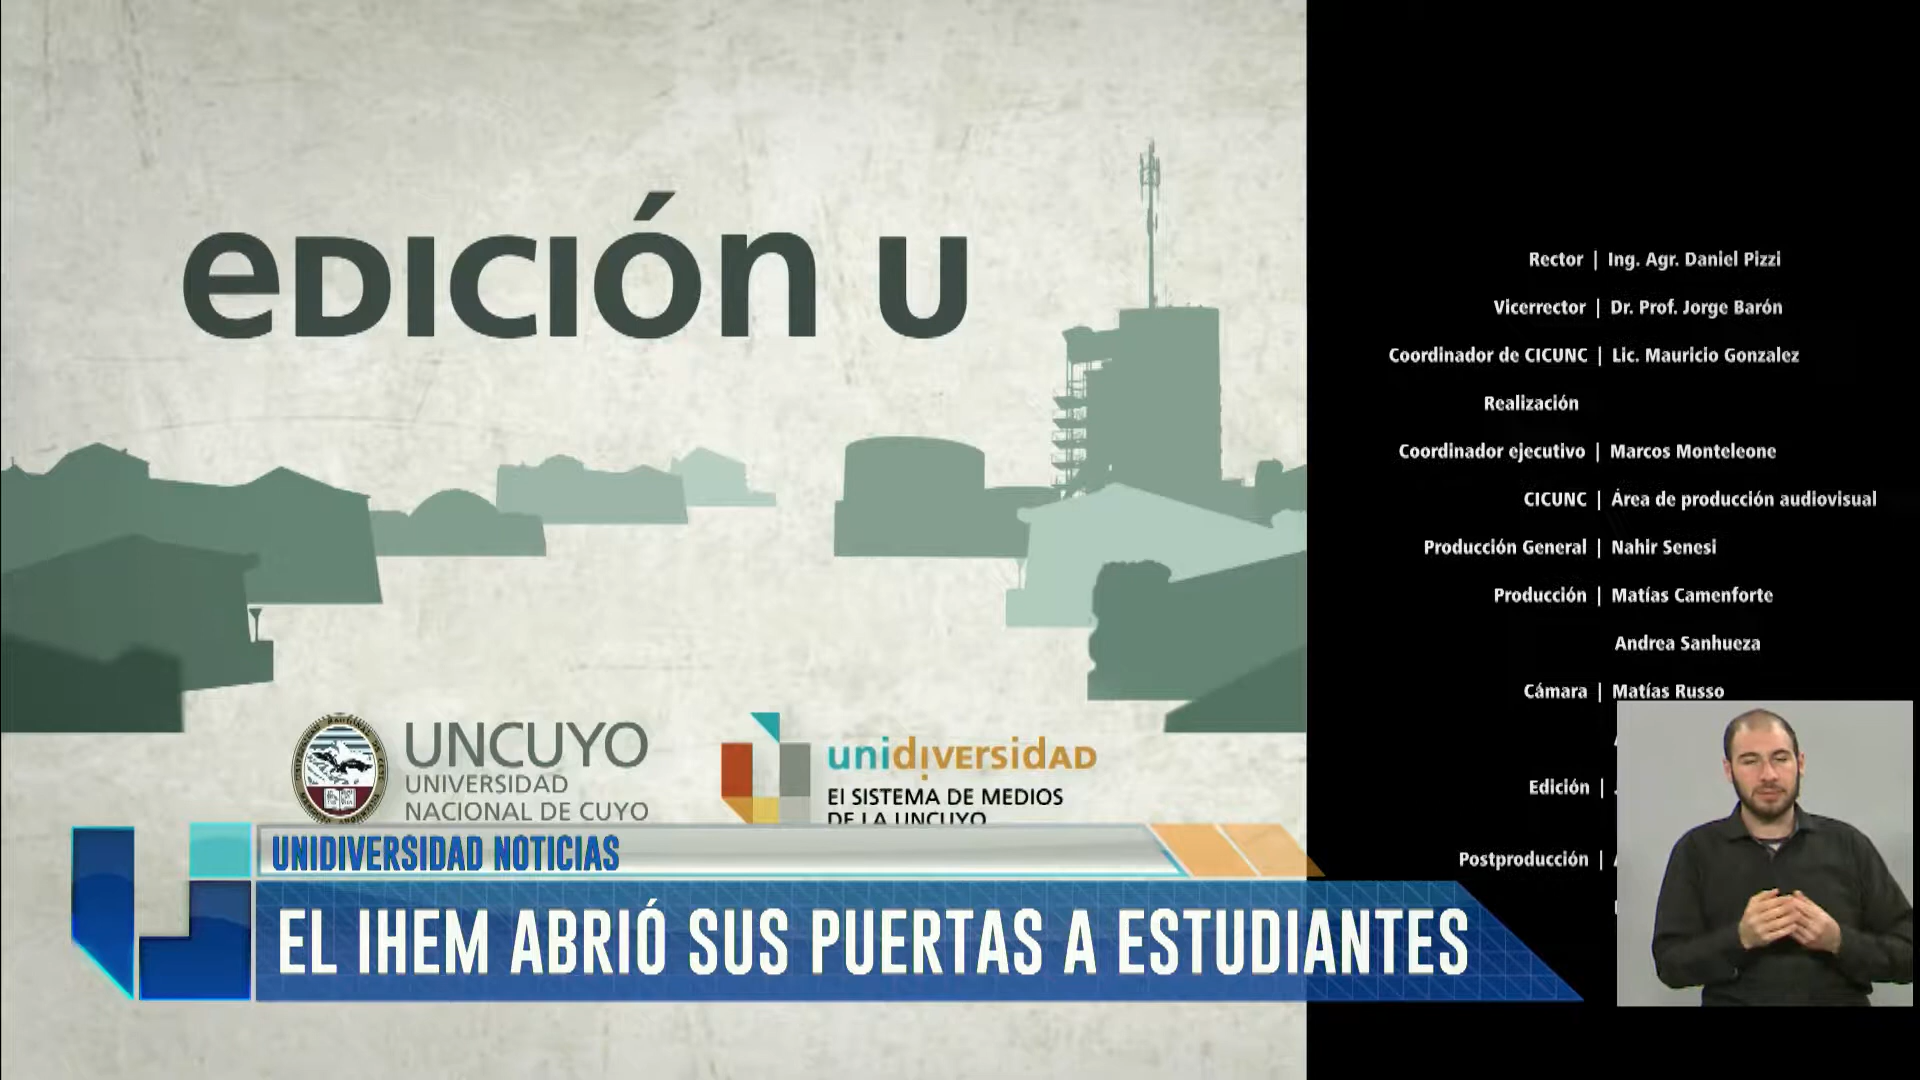 eDICIÓn U
UNCUYO
UNIVERSIDAD
NACIONAL DE CUYO
unidiversidAD
El SISTEMA DE MEDIOS
DE LA UNCUYO
UNIDIVERSIDAD NOTICIAS
EL IHEM ABRIÓ SUS PUERTAS A ESTUDIANTES
Rector | Ing. Agr. Daniel Pizzi
Vicerrector | Dr. Prof. Jorge Barón
Coordinador de CICUNC | Lic. Mauricio Gonzalez
Realización
Coordinador ejecutivo | Marcos Monteleone
CICUNC | Área de producción audiovisual
Producción General | Nahir Senesi
Producción | Matías Camenforte
Andrea Sanhueza
Cámara | Matías Russo
Edición |
Postproducción |